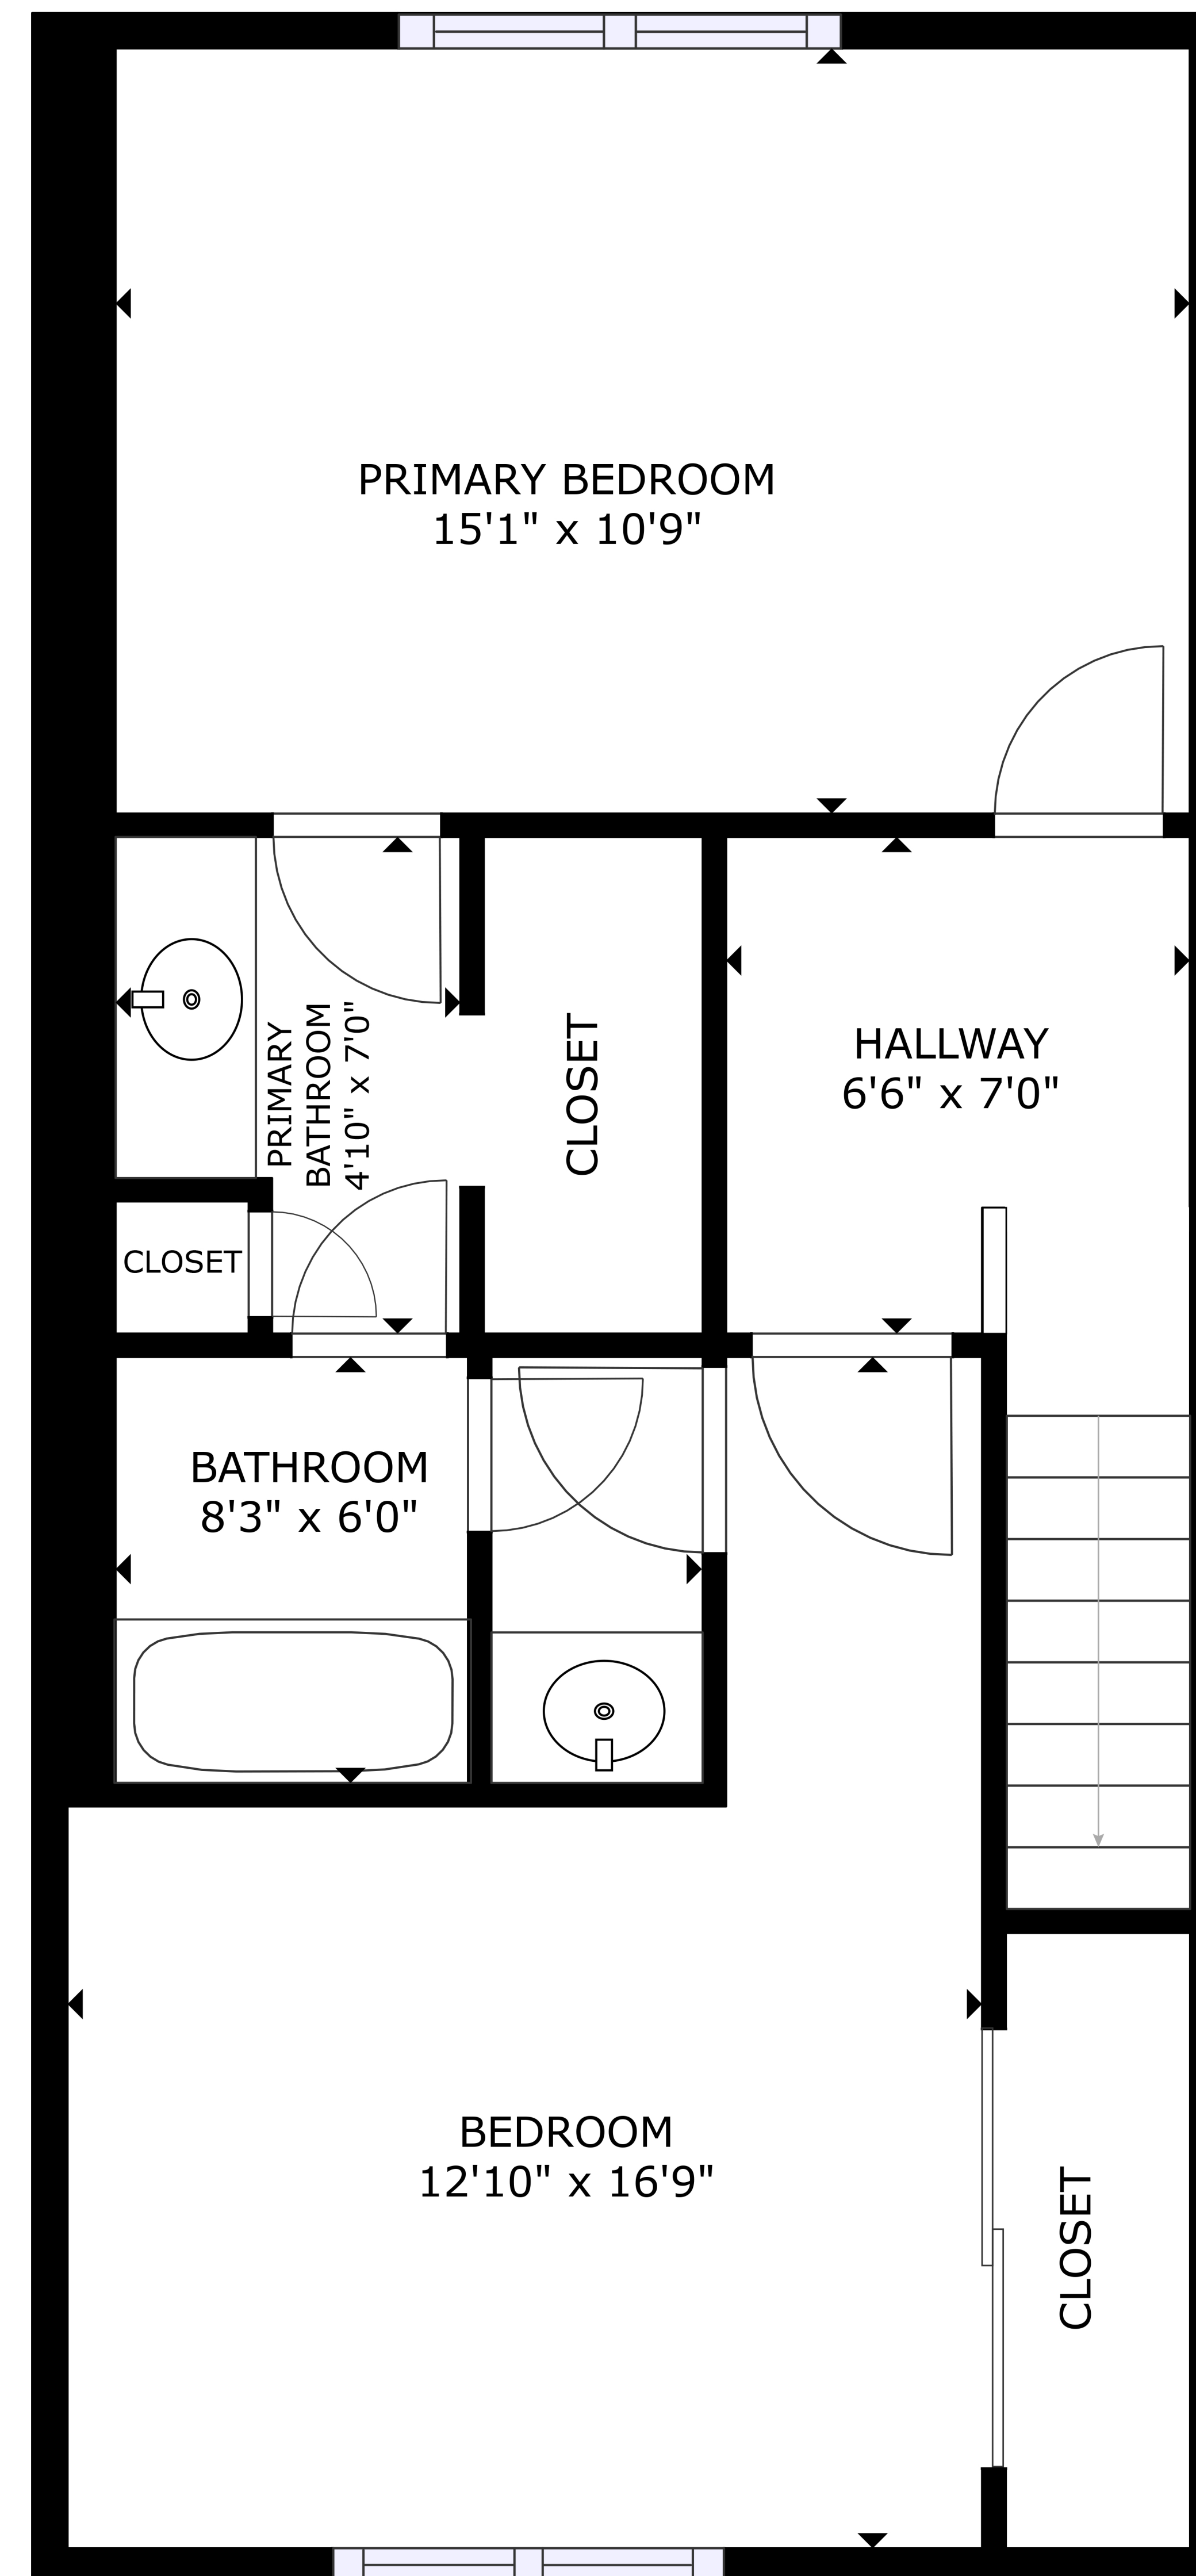 PRIMARY BEDROOM
15'1" x 10'9"
PRIMARY
BATHROOM
4'10" x 7'0"
CLOSET
HALLWAY
6'6" x 7'0"
CLOSET
BATHROOM
8'3" x 6'0"
BEDROOM
12'10" x 16'9"
CLOSET